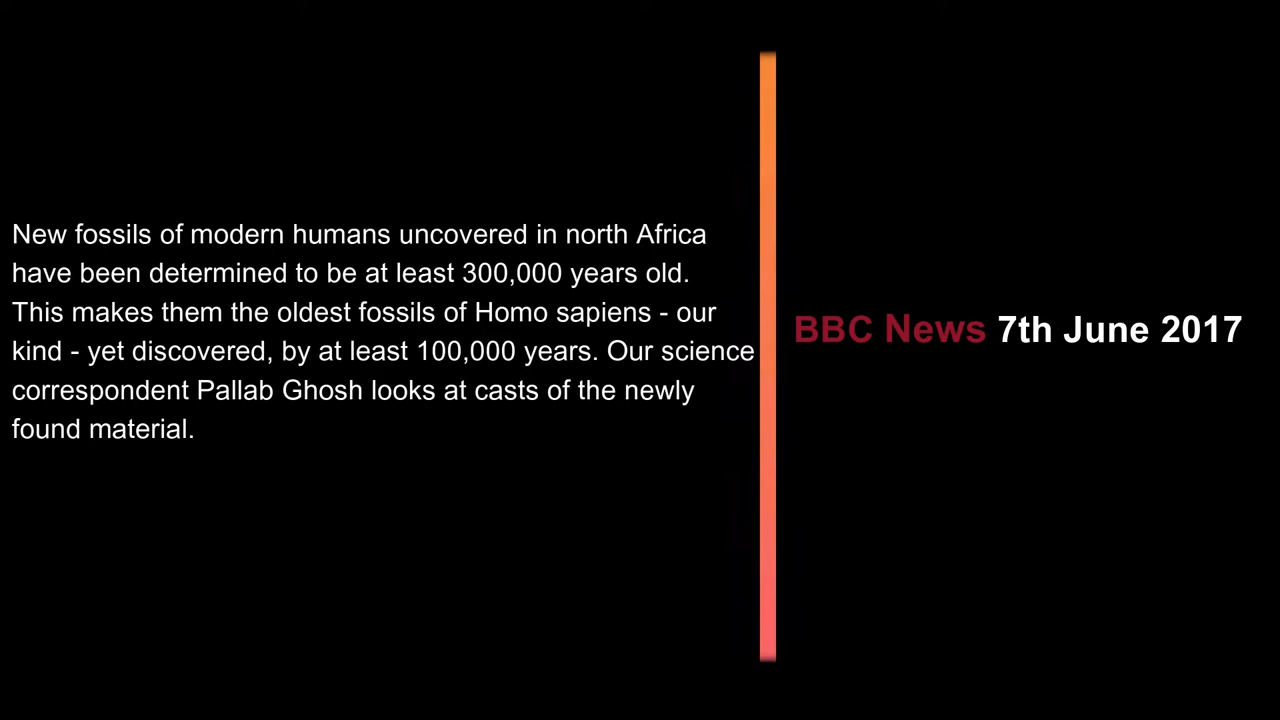 New fossils of modern humans uncovered in north Africa
have been determined to be at least 300,000 years old.
This makes them the oldest fossils of Homo sapiens - our
kind - yet discovered, by at least 100,000 years. Our science
correspondent Pallab Ghosh looks at casts of the newly
found material.
BBC News 7th June 2017